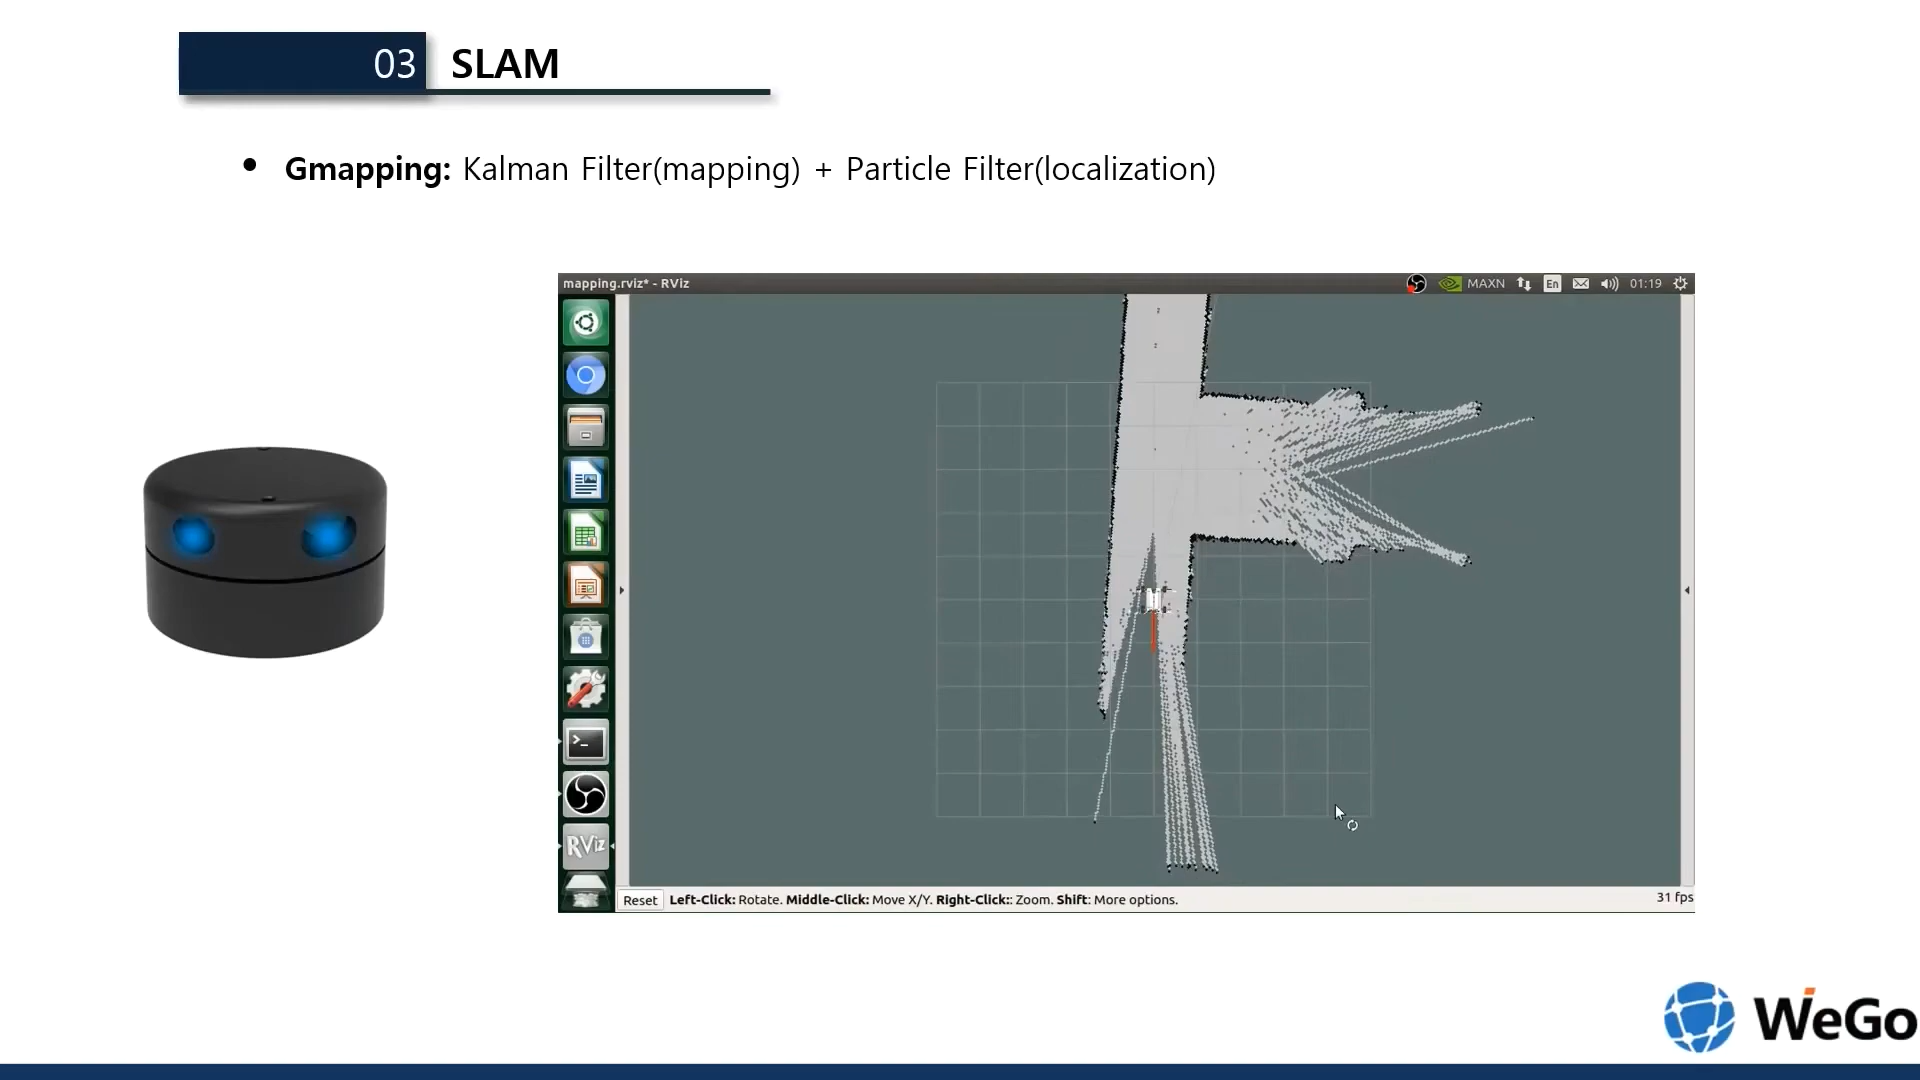 03 SLAM
• Gmapping: Kalman Filter(mapping) + Particle Filter(localization)
mapping.rviz* - RViz
MAXN En 01:19
RViz
Reset Left-Click: Rotate. Middle-Click: Move X/Y. Right-Click:: Zoom. Shift: More options. 31 fps
WeGo